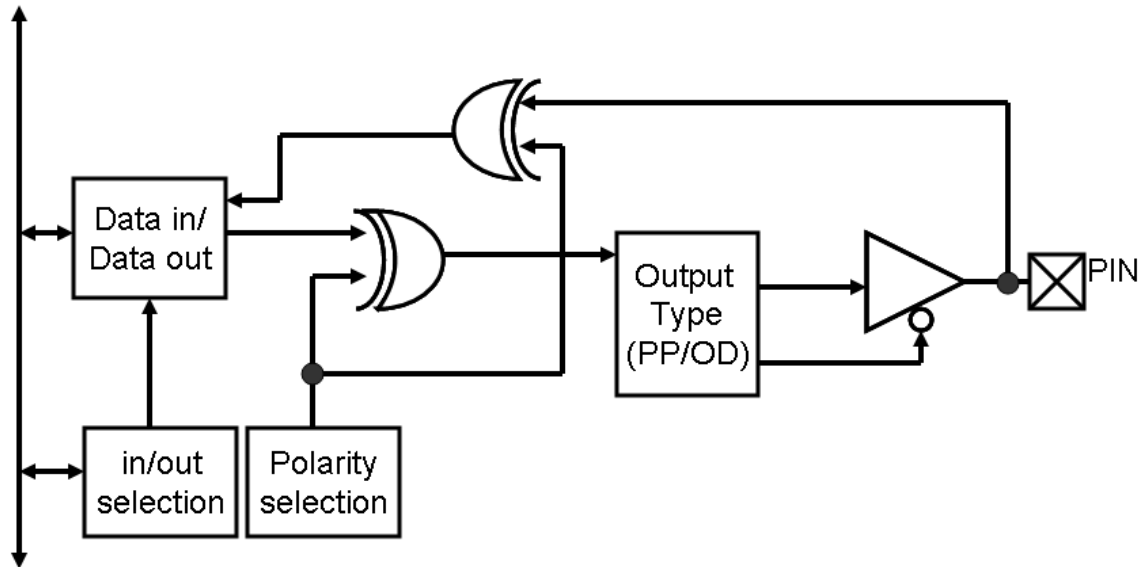 Data in/
Data out
Output
Type
(PP/OD)
PIN
in/out
selection
Polarity
selection